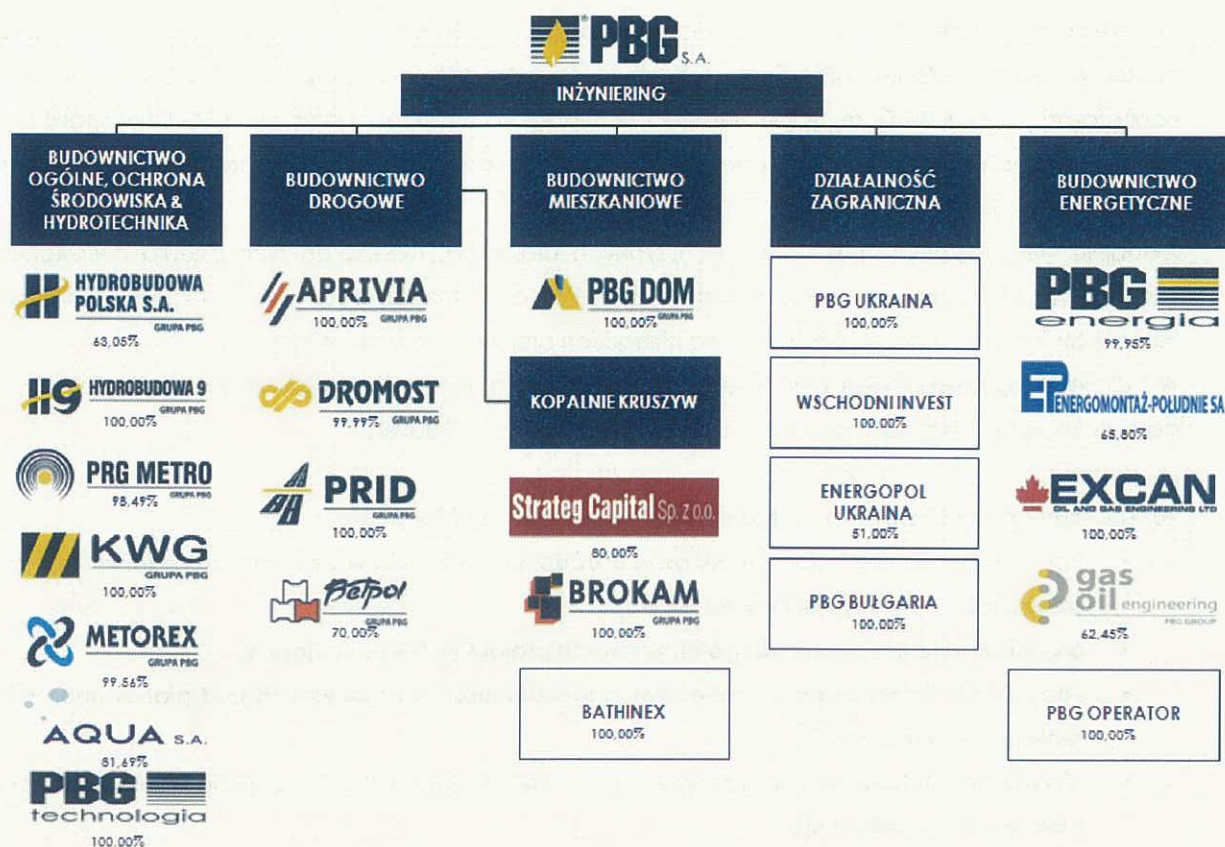 PBG S.A.
INŻYNIERING
BUDOWNICTWO
OGÓLNE, OCHRONA
ŚRODOWISKA &
HYDROTECHNIKA
HYDROBUDOWA
POLSKA S.A.
GRUPA PBG
63,05%
H9 HYDROBUDOWA 9
GRUPA PBG
100,00%
PRG METRO
GRUPA PBG
98,49%
KWG
GRUPA PBG
100,00%
METOREX
GRUPA PBG
99,56%
AQUA S.A.
81,69%
PBG
technologia
100,00%
BUDOWNICTWO
DROGOWE
APRIVIA
GRUPA PBG
100,00%
DROMOST
GRUPA PBG
99,99%
PRID
GRUPA PBG
100,00%
Betpol
GRUPA PBG
70,00%
BUDOWNICTWO
MIESZKANIOWE
PBG DOM
GRUPA PBG
100,00%
KOPALNIE KRUSZYW
Strateg Capital Sp. z o.o.
80,00%
BROKAM
GRUPA PBG
100,00%
BATHINEX
100,00%
DZIAŁALNOŚĆ
ZAGRANICZNA
PBG UKRAINA
100,00%
WSCHODNI INVEST
100,00%
ENERGOPOL
UKRAINA
51,00%
PBG BUŁGARIA
100,00%
BUDOWNICTWO
ENERGETYCZNE
PBG
energia
99,95%
ENERGOMONTAŻ-POŁUDNIE SA
65,80%
EXCAN
OIL AND GAS ENGINEERING LTD
100,00%
gas
oil engineering
PBG GROUP
62,45%
PBG OPERATOR
100,00%